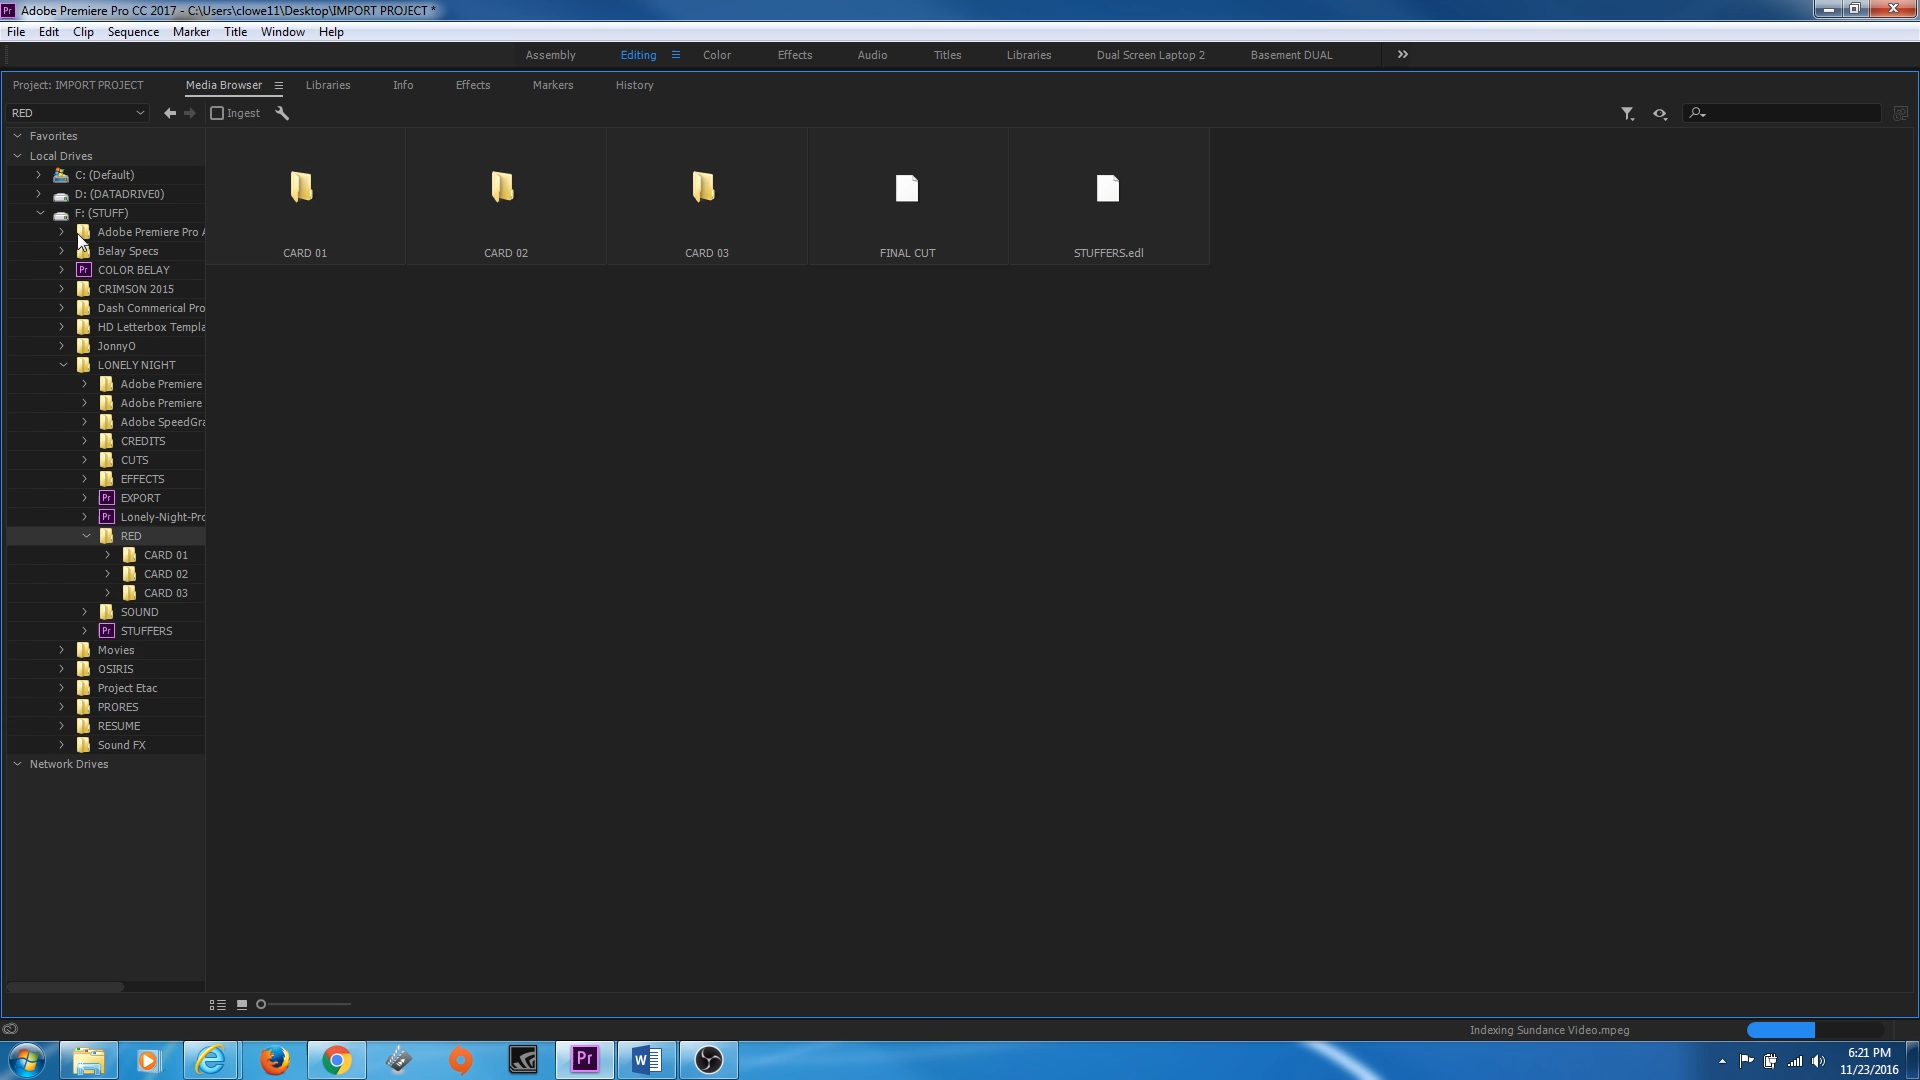 Pr Adobe Premiere Pro CC 2017 - C:\Users\clowe11\Desktop\IMPORT PROJECT *
File Edit Clip Sequence Marker Title Window Help
Assembly Editing Color Effects Audio Titles Libraries Dual Screen Laptop 2 Basement DUAL
Project: IMPORT PROJECT Media Browser Libraries Info Effects Markers History
RED Ingest
Favorites
Local Drives
C: (Default)
D: (DATADRIVE0)
F: (STUFF)
Adobe Premiere Pro A
Belay Specs
Pr COLOR BELAY
CRIMSON 2015
Dash Commerical Pro
HD Letterbox Templa
JonnyO
LONELY NIGHT
Adobe Premiere
Adobe Premiere
Adobe SpeedGra
CREDITS
CUTS
EFFECTS
Pr EXPORT
Pr Lonely-Night-Pro
RED
CARD 01
CARD 02
CARD 03
SOUND
Pr STUFFERS
Movies
OSIRIS
Project Etac
PRORES
RESUME
Sound FX
Network Drives
CARD 01 CARD 02 CARD 03 FINAL CUT STUFFERS.edl
Indexing Sundance Video.mpeg
Pr W
6:21 PM
11/23/2016